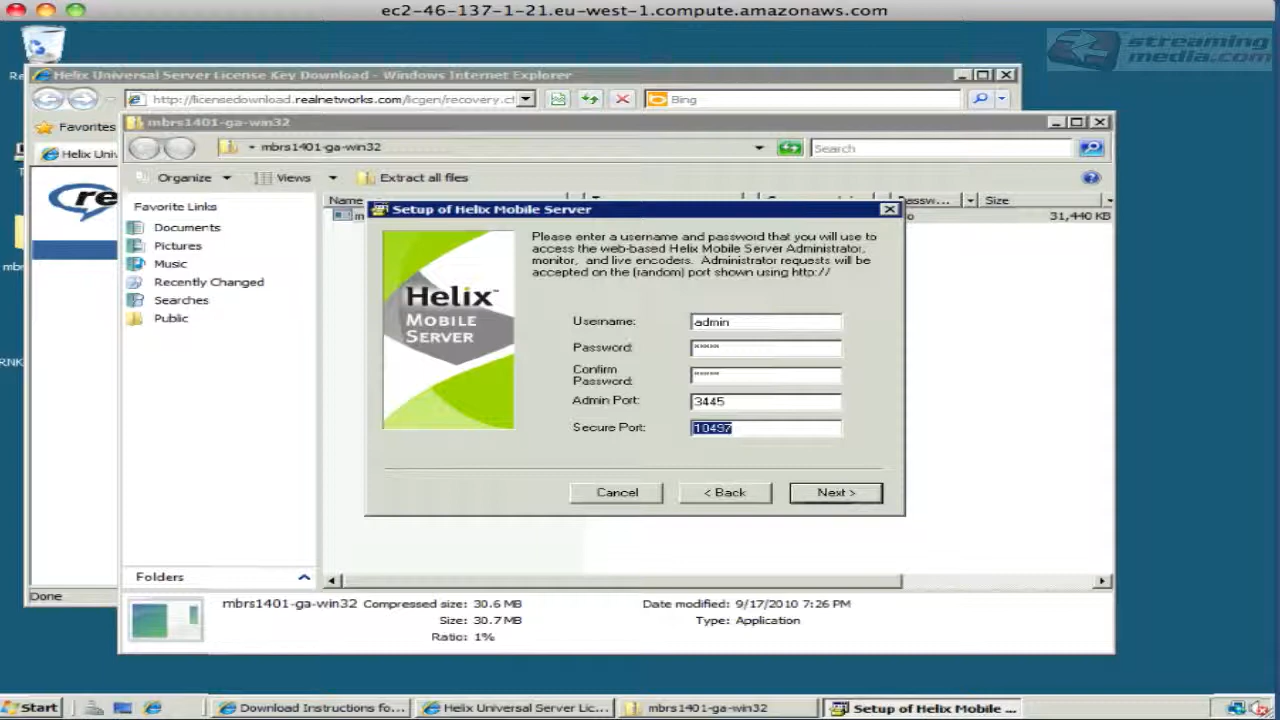 ec2-46-137-1-21.eu-west-1.compute.amazonaws.com
streaming
media.com
Helix Universal Server License Key Download - Windows Internet Explorer
http://licensedownload.realnetworks.com/lcgen/recovery.cf
Bing
Favorites
mbrs1401-ga-win32
Helix Uni
mbrs1401-ga-win32
Search
Organize
Views
Extract all files
re
Favorite Links
Name
Passw...
Size
31,440 KB
Documents
Pictures
Music
Recently Changed
Searches
Public
Setup of Helix Mobile Server
Please enter a username and password that you will use to
access the web-based Helix Mobile Server Administrator,
monitor, and live encoders. Administrator requests will be
accepted on the (random) port shown using http://
Helix™
MOBILE
SERVER
Username:
admin
Password:
*****
Confirm
Password:
*****
Admin Port:
3445
Secure Port:
10497
Cancel
< Back
Next >
Folders
Done
mbrs1401-ga-win32
Compressed size: 30.6 MB
Date modified: 9/17/2010 7:26 PM
Size: 30.7 MB
Type: Application
Ratio: 1%
Start
Download Instructions fo...
Helix Universal Server Lic...
mbrs1401-ga-win32
Setup of Helix Mobile ...